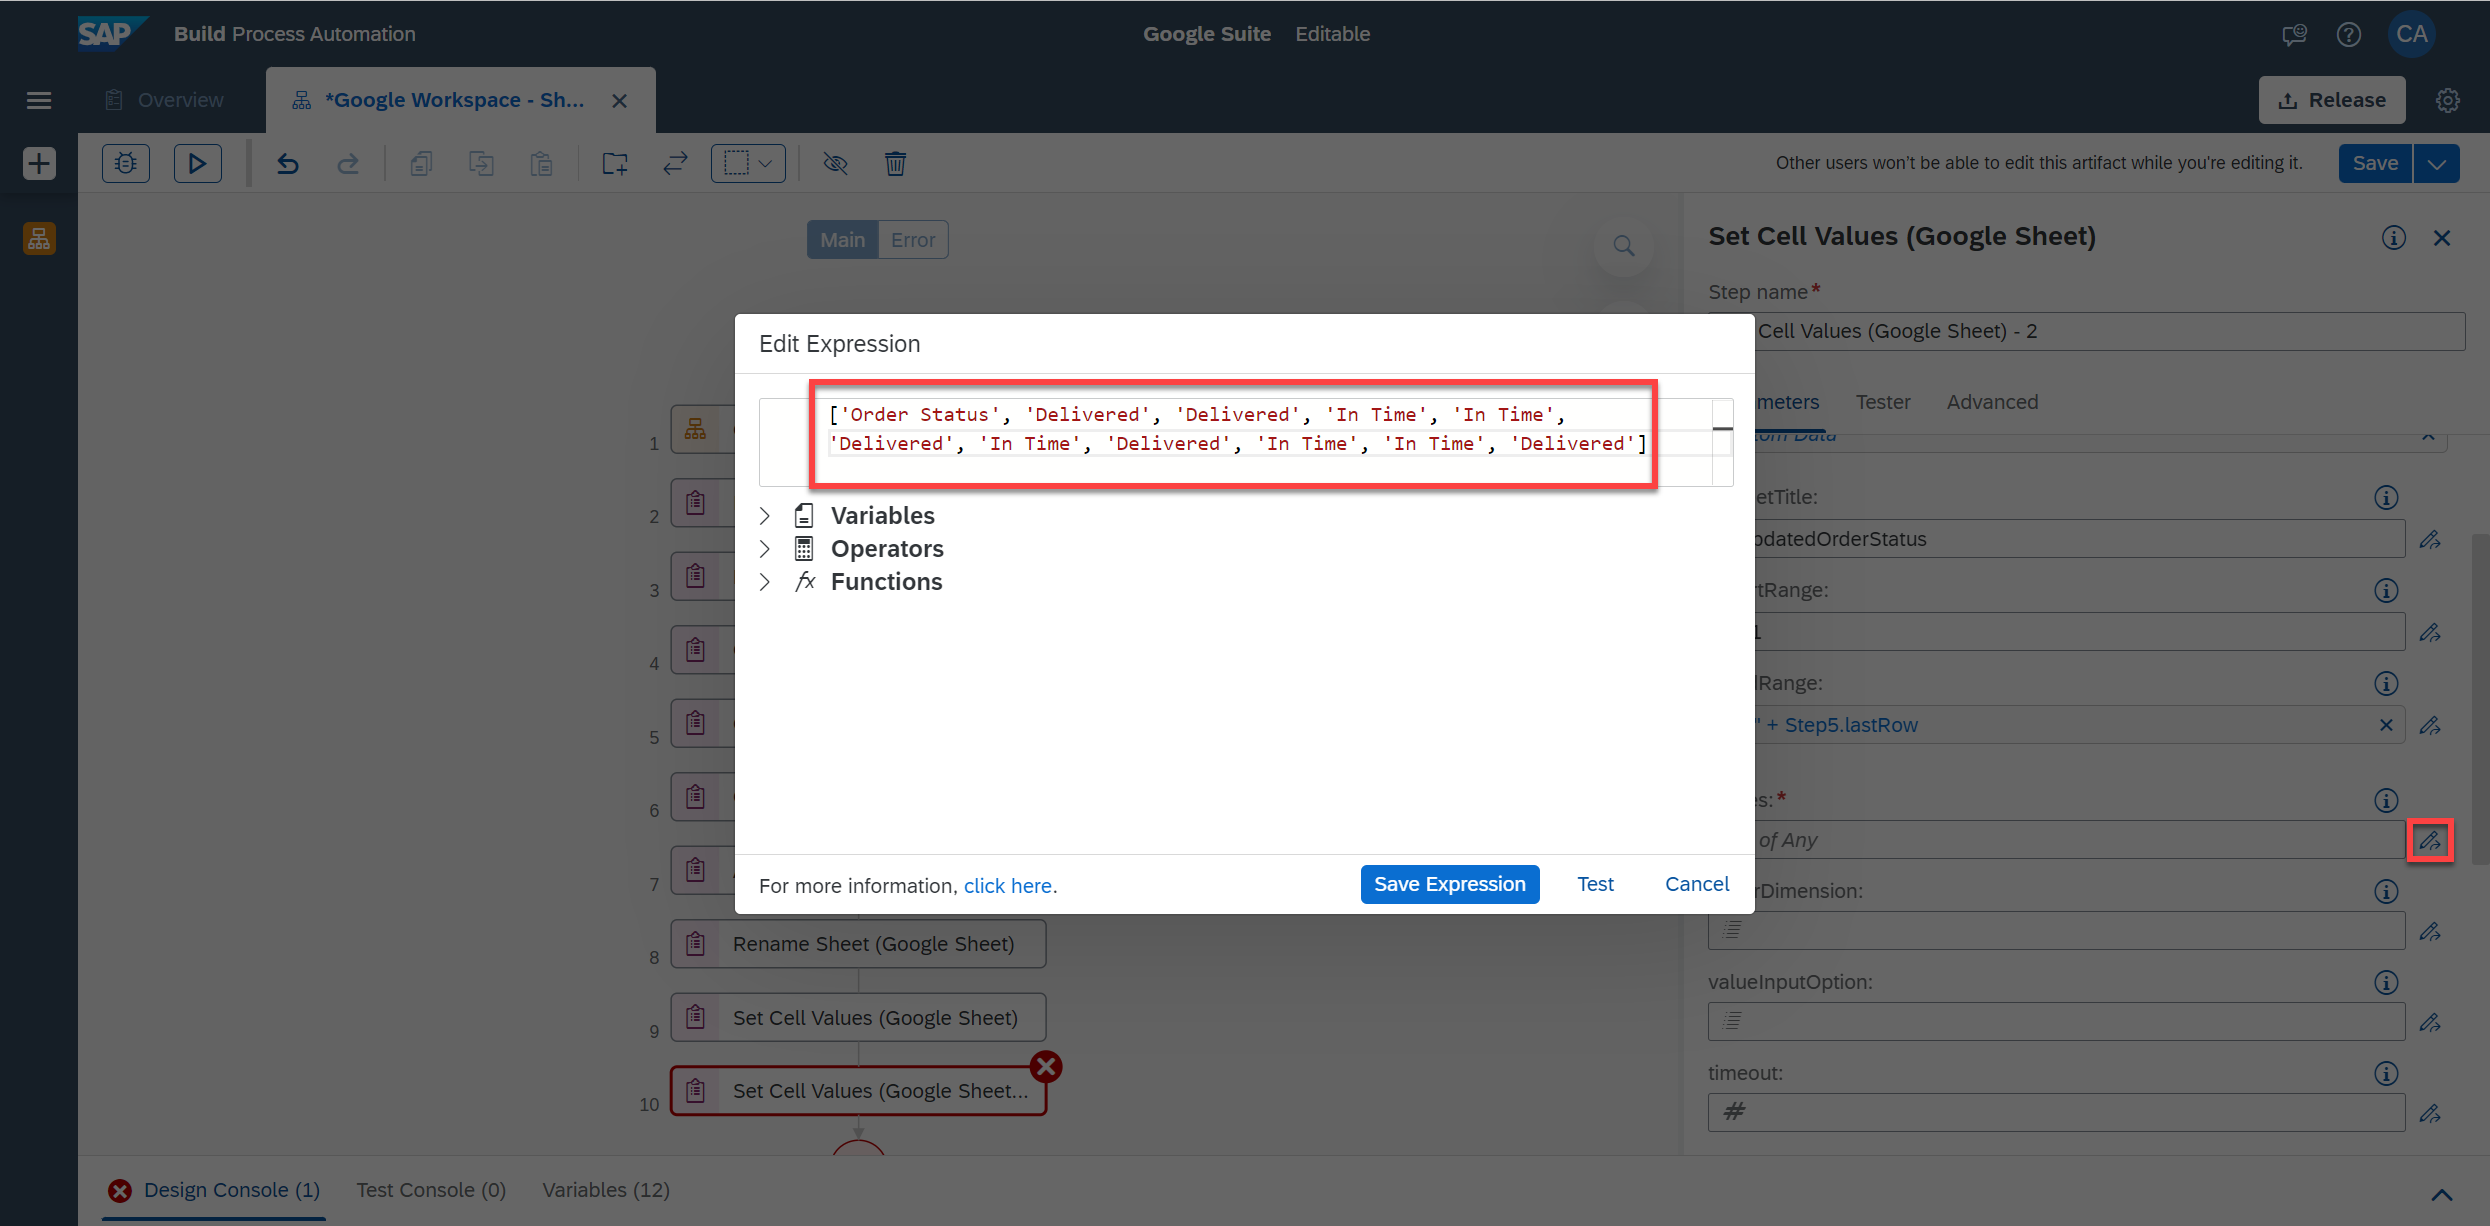 SAP Build Process Automation
Google Suite Editable
CA
Overview
*Google Workspace - Sh...
Release
Other users won't be able to edit this artifact while you're editing it.
Save
Main Error
Set Cell Values (Google Sheet)
Step name*
Cell Values (Google Sheet) - 2
meters Tester Advanced
om Data
etTitle:
pdatedOrderStatus
tRange:
1
dRange:
" + Step5.lastRow
es:*
of Any
rDimension:
valueInputOption:
timeout:
#
Edit Expression
['Order Status', 'Delivered', 'Delivered', 'In Time', 'In Time',
'Delivered', 'In Time', 'Delivered', 'In Time', 'In Time', 'Delivered']
Variables
Operators
fx Functions
For more information, click here.
Save Expression Test Cancel
1
2
3
4
5
6
7
8 Rename Sheet (Google Sheet)
9 Set Cell Values (Google Sheet)
10 Set Cell Values (Google Sheet...
Design Console (1) Test Console (0) Variables (12)